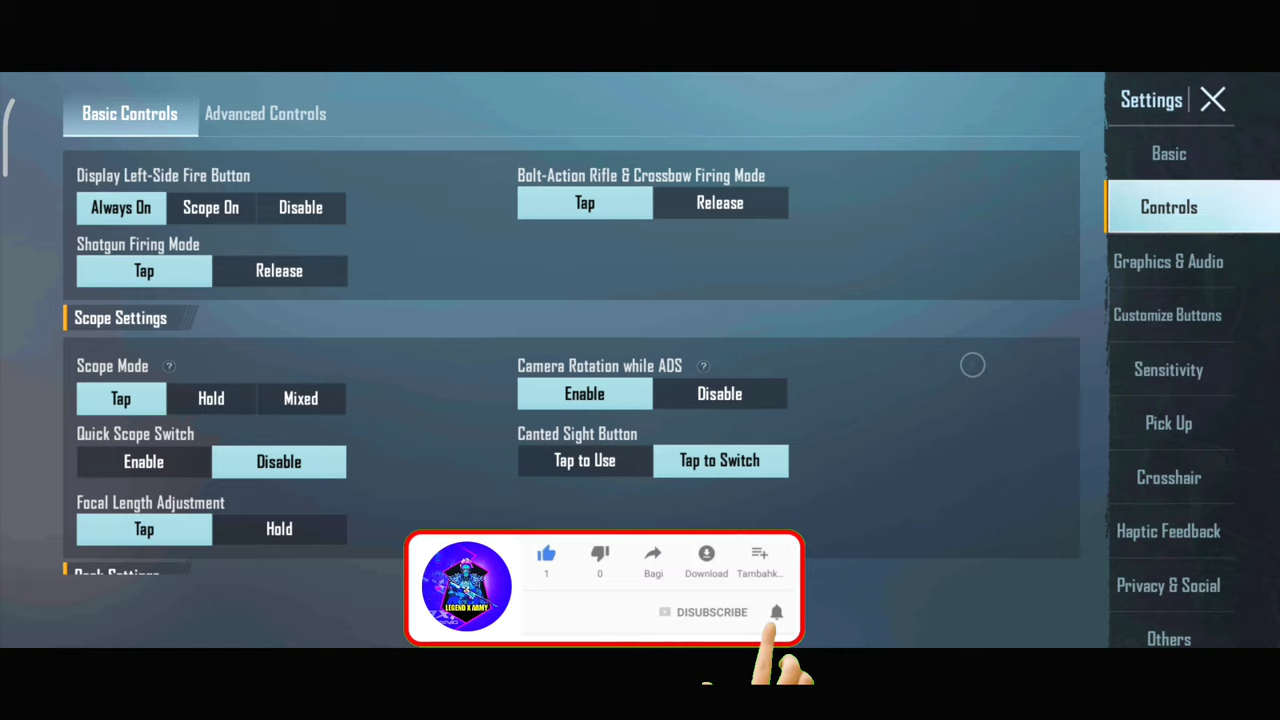 Basic Controls
Advanced Controls
Settings
Display Left-Side Fire Button
Always On
Scope On
Disable
Bolt-Action Rifle & Crossbow Firing Mode
Tap
Release
Shotgun Firing Mode
Tap
Release
Scope Settings
Scope Mode ?
Tap
Hold
Mixed
Camera Rotation while ADS ?
Enable
Disable
Quick Scope Switch
Enable
Disable
Canted Sight Button
Tap to Use
Tap to Switch
Focal Length Adjustment
Tap
Hold
Basic
Controls
Graphics & Audio
Customize Buttons
Sensitivity
Pick Up
Crosshair
Haptic Feedback
Privacy & Social
Others
LEGEND X ARMY
1
0
Bagi
Download
Tambahk...
DISUBSCRIBE